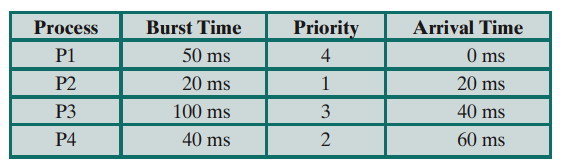 Process Burst Time Priority Arrival Time
P1 50 ms 4 0 ms
P2 20 ms 1 20 ms
P3 100 ms 3 40 ms
P4 40 ms 2 60 ms